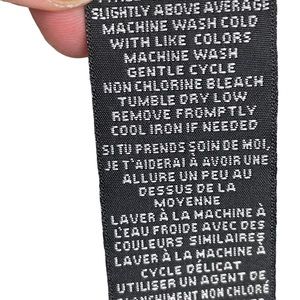 SLIGHTLY ABOVE AVERAGE
MACHINE WASH COLD
WITH LIKE COLORS
MACHINE WASH
GENTLE CYCLE
NON CHLORINE BLEACH
TUMBLE DRY LOW
REMOVE PROMPTLY
COOL IRON IF NEEDED
SI TU PRENDS SOIN DE MOI,
JE T'AIDERAI À AVOIR UNE
ALLURE UN PEU AU
DESSUS DE LA
MOYENNE
LAVER À LA MACHINE À
L'EAU FROIDE AVEC DES
COULEURS SIMILAIRES
LAVER À LA MACHINE À
CYCLE DÉLICAT
UTILISER UN AGENT DE
BLANCHIMENT NON CHLORÉ